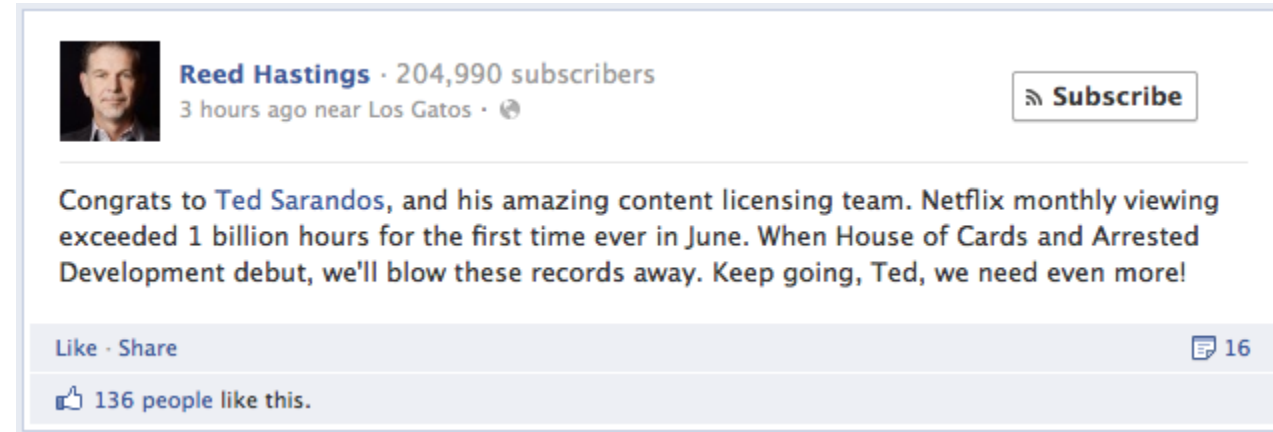 Reed Hastings · 204,990 subscribers
3 hours ago near Los Gatos ·
Subscribe
Congrats to Ted Sarandos, and his amazing content licensing team. Netflix monthly viewing
exceeded 1 billion hours for the first time ever in June. When House of Cards and Arrested
Development debut, we'll blow these records away. Keep going, Ted, we need even more!
Like · Share
16
136 people like this.